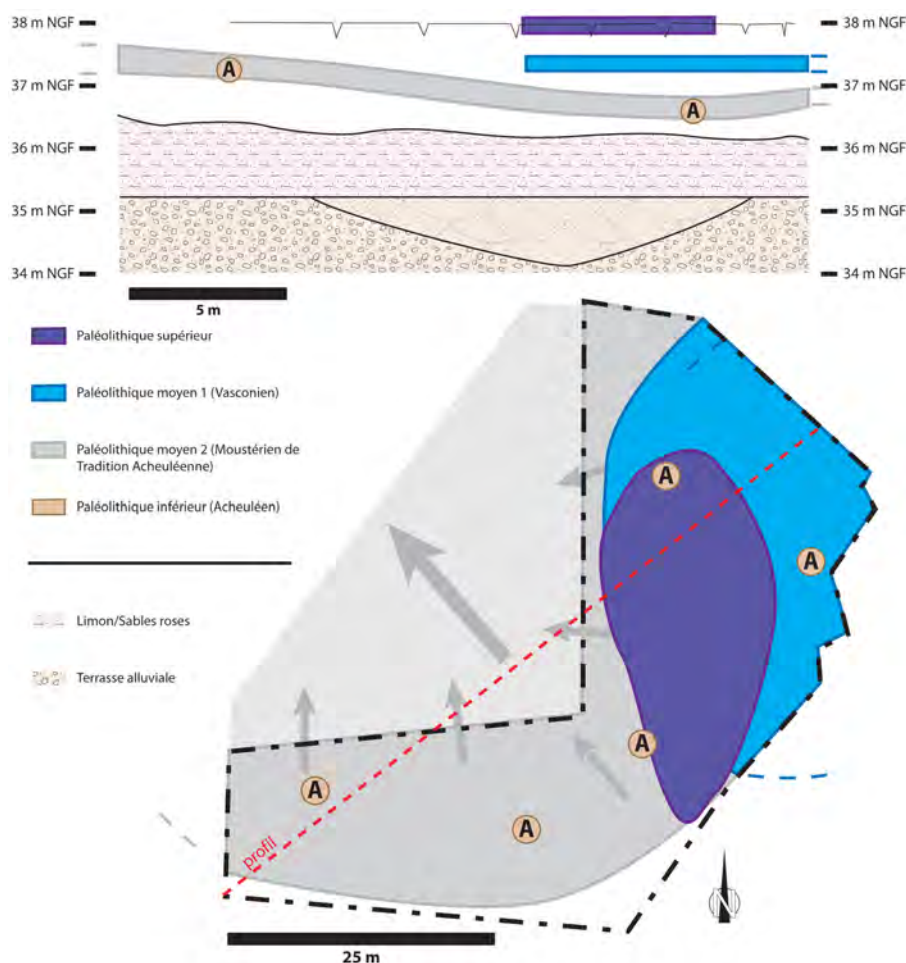 38 m NGF
38 m NGF
A
37 m NGF
37 m NGF
A
36 m NGF
36 m NGF
35 m NGF
35 m NGF
34 m NGF
34 m NGF
5 m
Paléolithique supérieur
Paléolithique moyen 1 (Vasconien)
Paléolithique moyen 2 (Moustérien de
Tradition Acheuléenne)
Paléolithique inférieur (Acheuléen)
Limon/Sables roses
Terrasse alluviale
A
A
A
A
A
profil
N
25 m